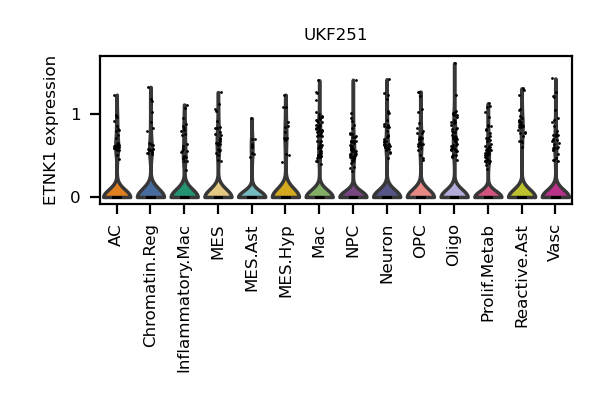 UKF251
ETNK1 expression
1
0
AC
Chromatin.Reg
Inflammatory.Mac
MES
MES.Ast
MES.Hyp
Mac
NPC
Neuron
OPC
Oligo
Prolif.Metab
Reactive.Ast
Vasc